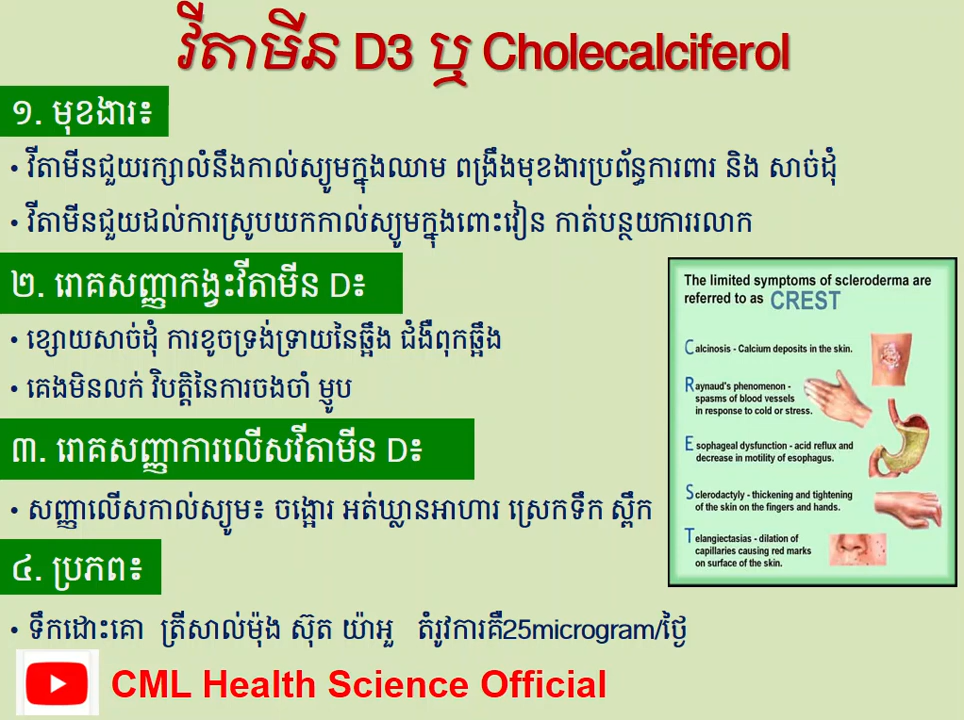 វីតាមីន D3 ឬ Cholecalciferol
១. មុខងារ៖
• វីតាមីនជួយរក្សាលំនឹងកាល់ស្យូមក្នុងឈាម ពង្រឹងមុខងារប្រព័ន្ធការពារ និង សាច់ដុំ
• វីតាមីនជួយដល់ការស្រូបយកកាល់ស្យូមក្នុងពោះវៀន កាត់បន្ថយការរលាក
២. រោគសញ្ញាកង្វះវីតាមីន D៖
• ខ្សោយសាច់ដុំ ការខូចទ្រង់ទ្រាយនៃឆ្អឹង ជំងឺពុកឆ្អឹង
• គេងមិនលក់ វិបត្តិនៃការចងចាំ ម្ញូប
៣. រោគសញ្ញាការលើសវីតាមីន D៖
• សញ្ញាលើសកាល់ស្យូម៖ ចង្អោរ អត់ឃ្លានអាហារ ស្រេកទឹក ស្ពឹក
៤. ប្រភព៖
• ទឹកដោះគោ ត្រីសាល់ម៉ុង ស៊ុត យ៉ាអួ តំរូវការគឺ25microgram/ថ្ងៃ
CML Health Science Official
The limited symptoms of scleroderma are
referred to as CREST
Calcinosis - Calcium deposits in the skin.
Raynaud's phenomenon -
spasms of blood vessels
in response to cold or stress.
Esophageal dysfunction - acid reflux and
decrease in motility of esophagus.
Sclerodactyly - thickening and tightening
of the skin on the fingers and hands.
Telangiectasias - dilation of
capillaries causing red marks
on surface of the skin.